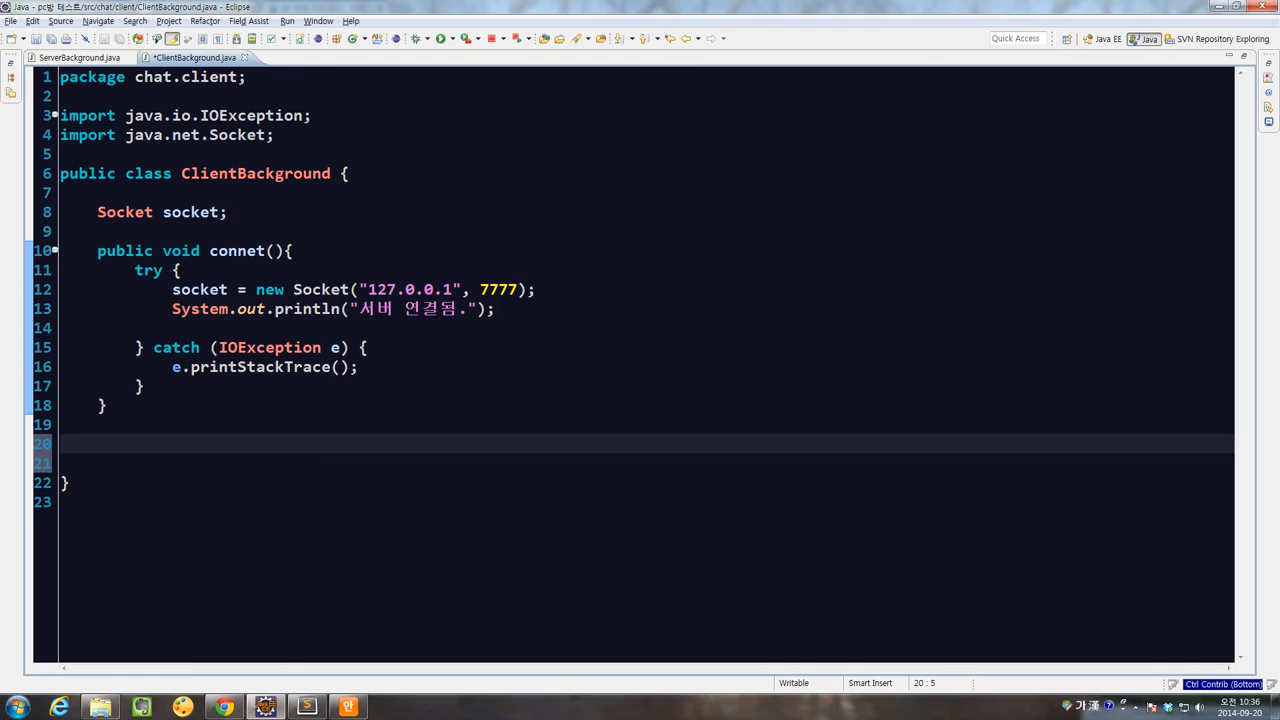 Java - pc방 테스트/src/chat/client/ClientBackground.java - Eclipse
File Edit Source Navigate Search Project Refactor Field Assist Run Window Help
Quick Access Java EE Java SVN Repository Exploring
ServerBackground.java *ClientBackground.java
1 package chat.client;
2
3 import java.io.IOException;
4 import java.net.Socket;
5
6 public class ClientBackground {
7
8 Socket socket;
9
10 public void connet(){
11 try {
12 socket = new Socket("127.0.0.1", 7777);
13 System.out.println("서버 연결됨.");
14
15 } catch (IOException e) {
16 e.printStackTrace();
17 }
18 }
19
20
21
22 }
23
Writable Smart Insert 20 : 5 Ctrl Contrib (Bottom)
가 漢
오전 10:36
2014-09-20